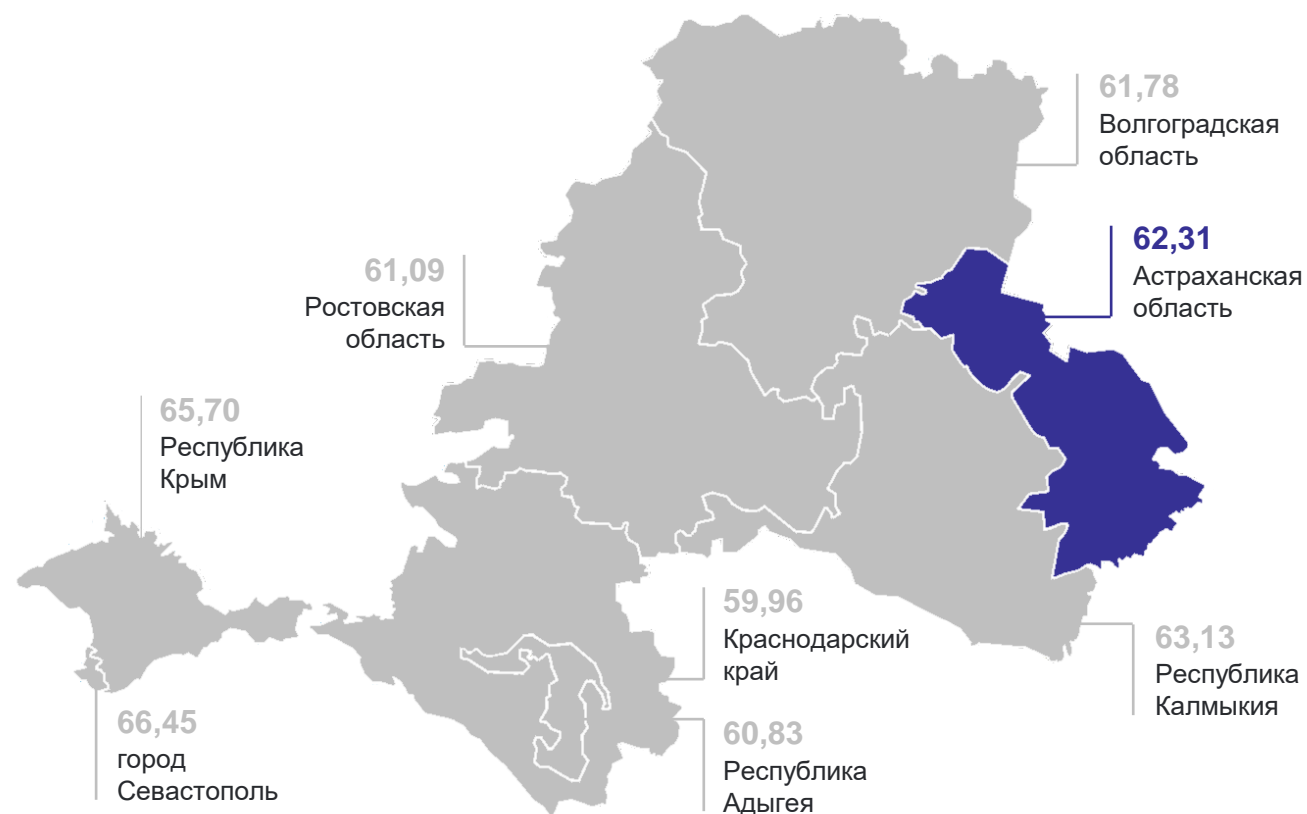 61,78
Волгоградская
область
62,31
Астраханская
область
61,09
Ростовская
область
65,70
Республика
Крым
59,96
Краснодарский
край
63,13
Республика
Калмыкия
66,45
город
Севастополь
60,83
Республика
Адыгея